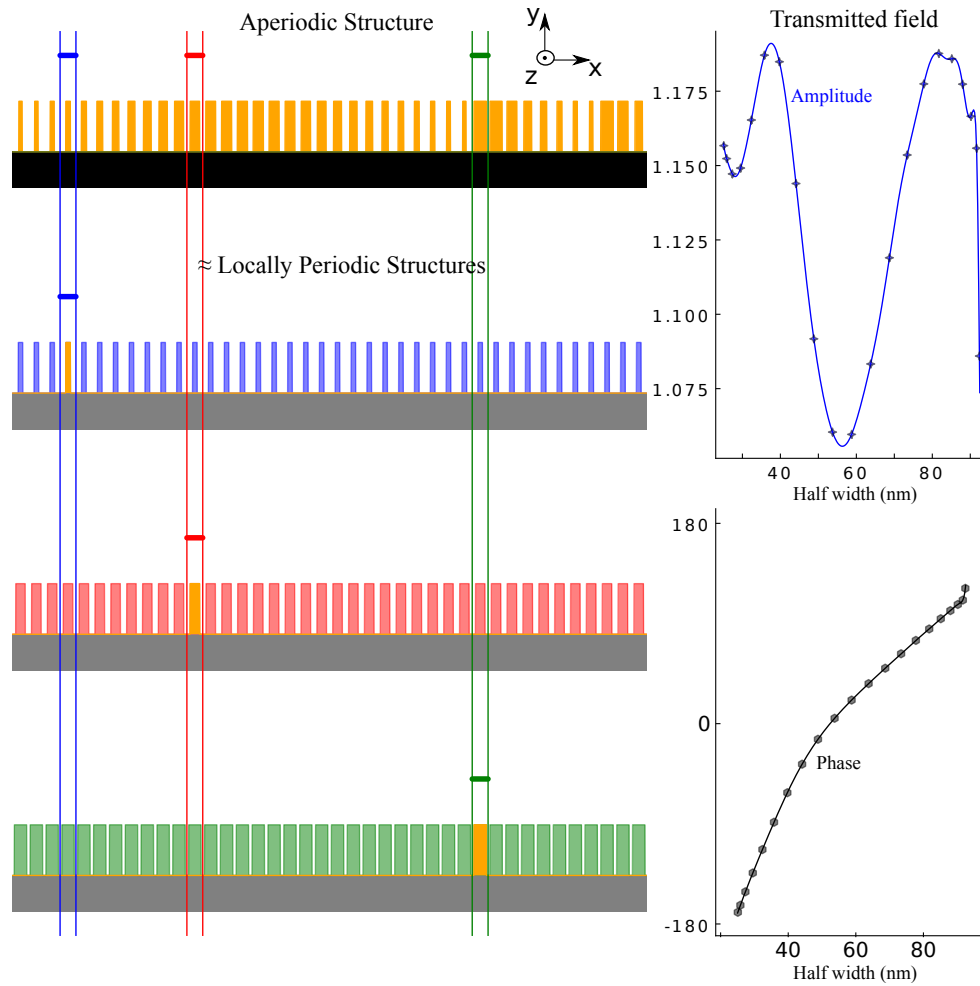 Aperiodic Structure
y
z
x
≈ Locally Periodic Structures
Transmitted field
Amplitude
1.175
1.150
1.125
1.100
1.075
40 60 80
Half width (nm)
180
0
-180
Phase
40 60 80
Half width (nm)